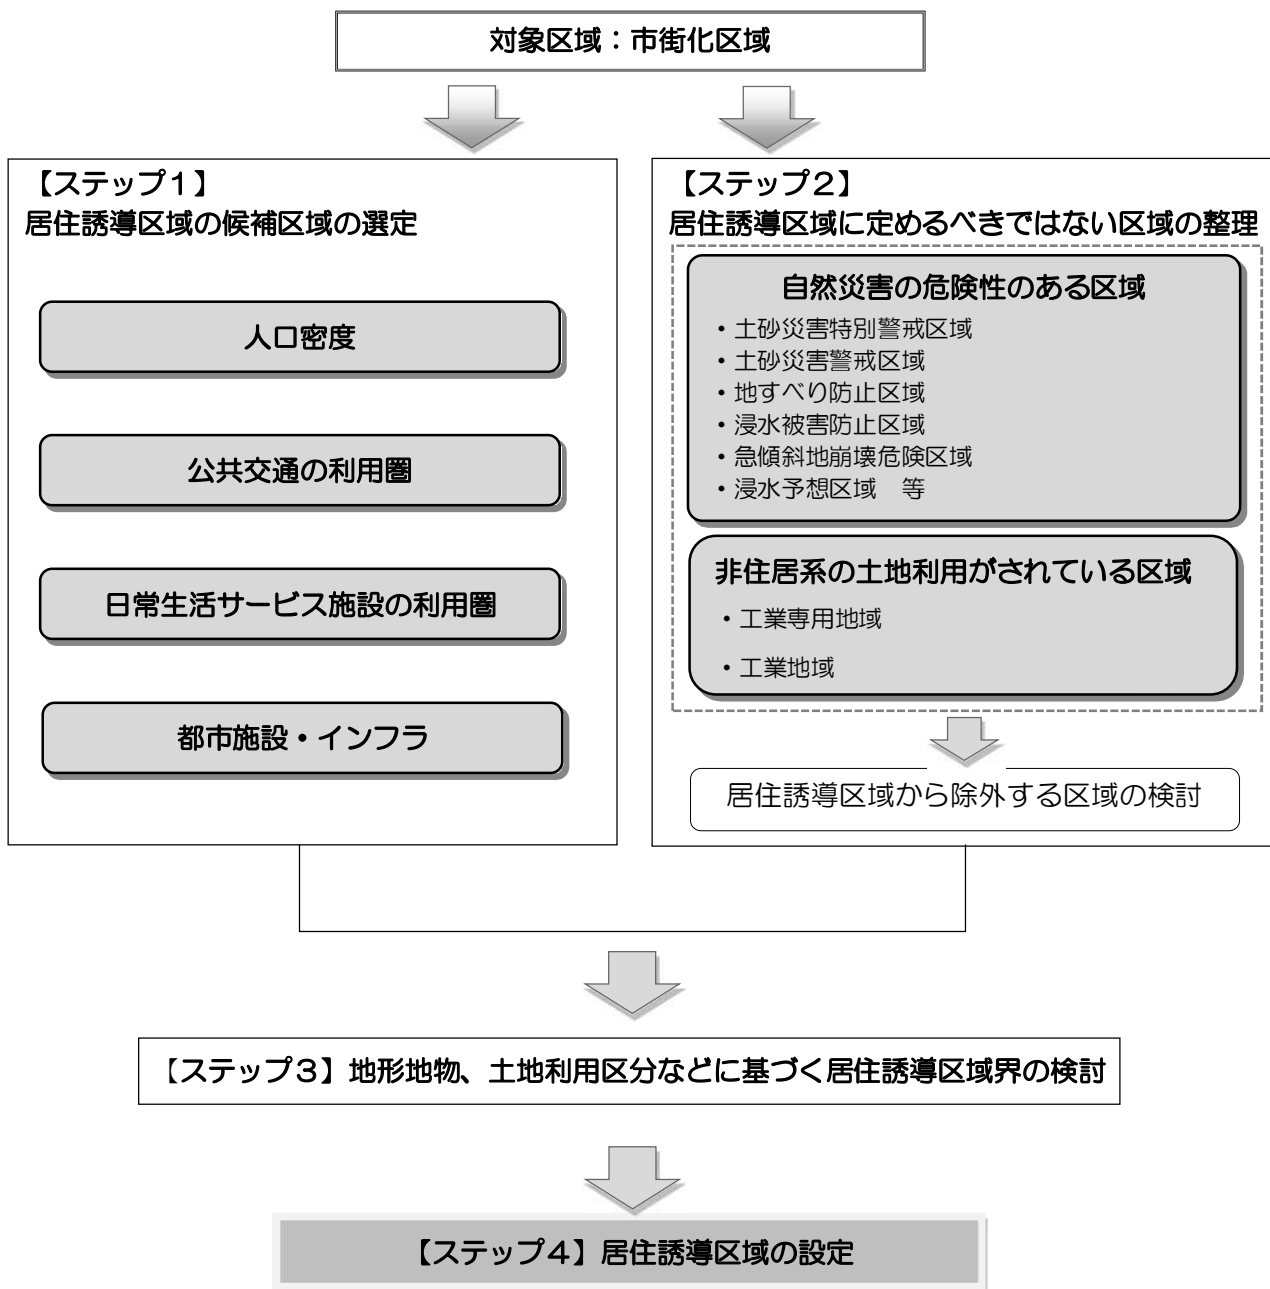 対象区域：市街化区域
【ステップ１】
居住誘導区域の候補区域の選定
人口密度
公共交通の利用圏
日常生活サービス施設の利用圏
都市施設・インフラ
【ステップ２】
居住誘導区域に定めるべきではない区域の整理
自然災害の危険性のある区域
・土砂災害特別警戒区域
・土砂災害警戒区域
・地すべり防止区域
・浸水被害防止区域
・急傾斜地崩壊危険区域
・浸水予想区域　等
非住居系の土地利用がされている区域
・工業専用地域
・工業地域
居住誘導区域から除外する区域の検討
【ステップ３】地形地物、土地利用区分などに基づく居住誘導区域界の検討
【ステップ４】居住誘導区域の設定